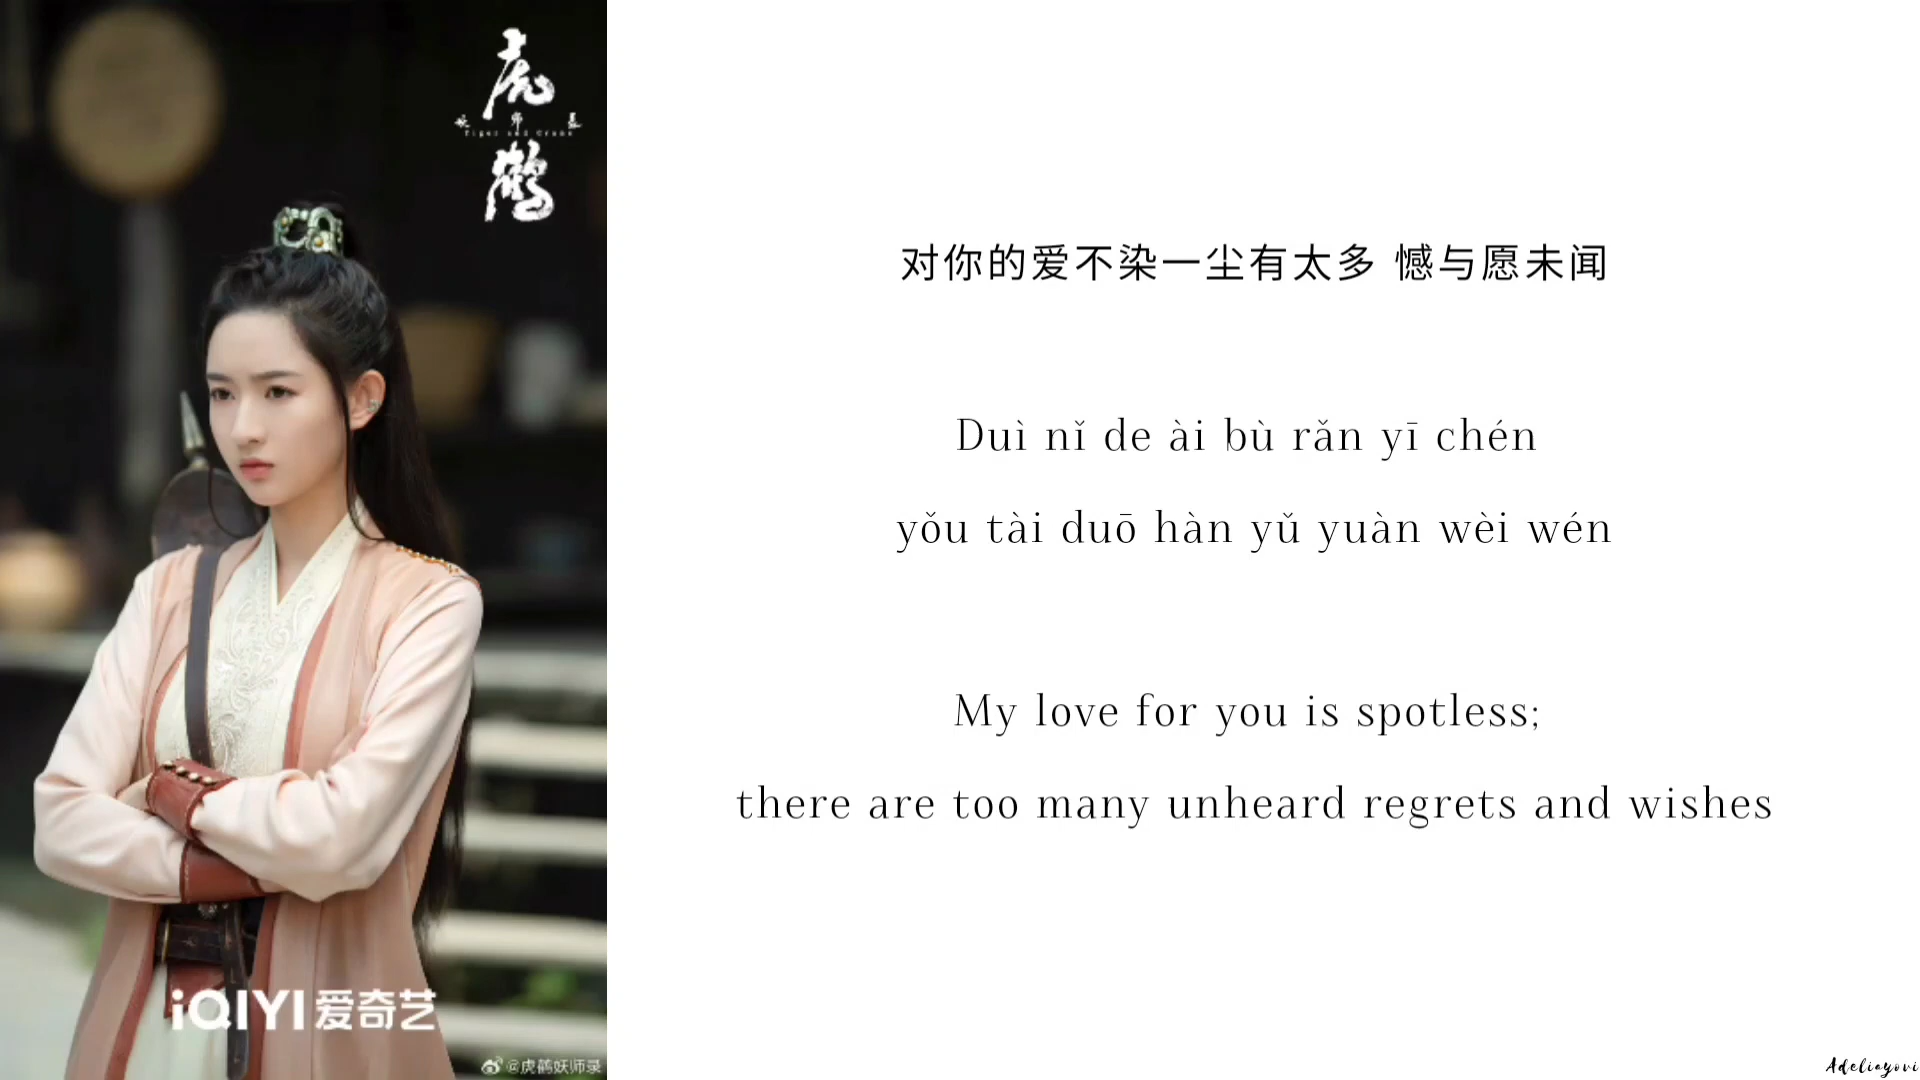 虎
妖 师 录
Tiger and Crane
鹤
对你的爱不染一尘有太多 憾与愿未闻
Duì nǐ de ài bù rǎn yī chén
yǒu tài duō hàn yǔ yuàn wèi wén
My love for you is spotless;
there are too many unheard regrets and wishes
iQIYI 爱奇艺
@虎鹤妖师录
Adeliayovi